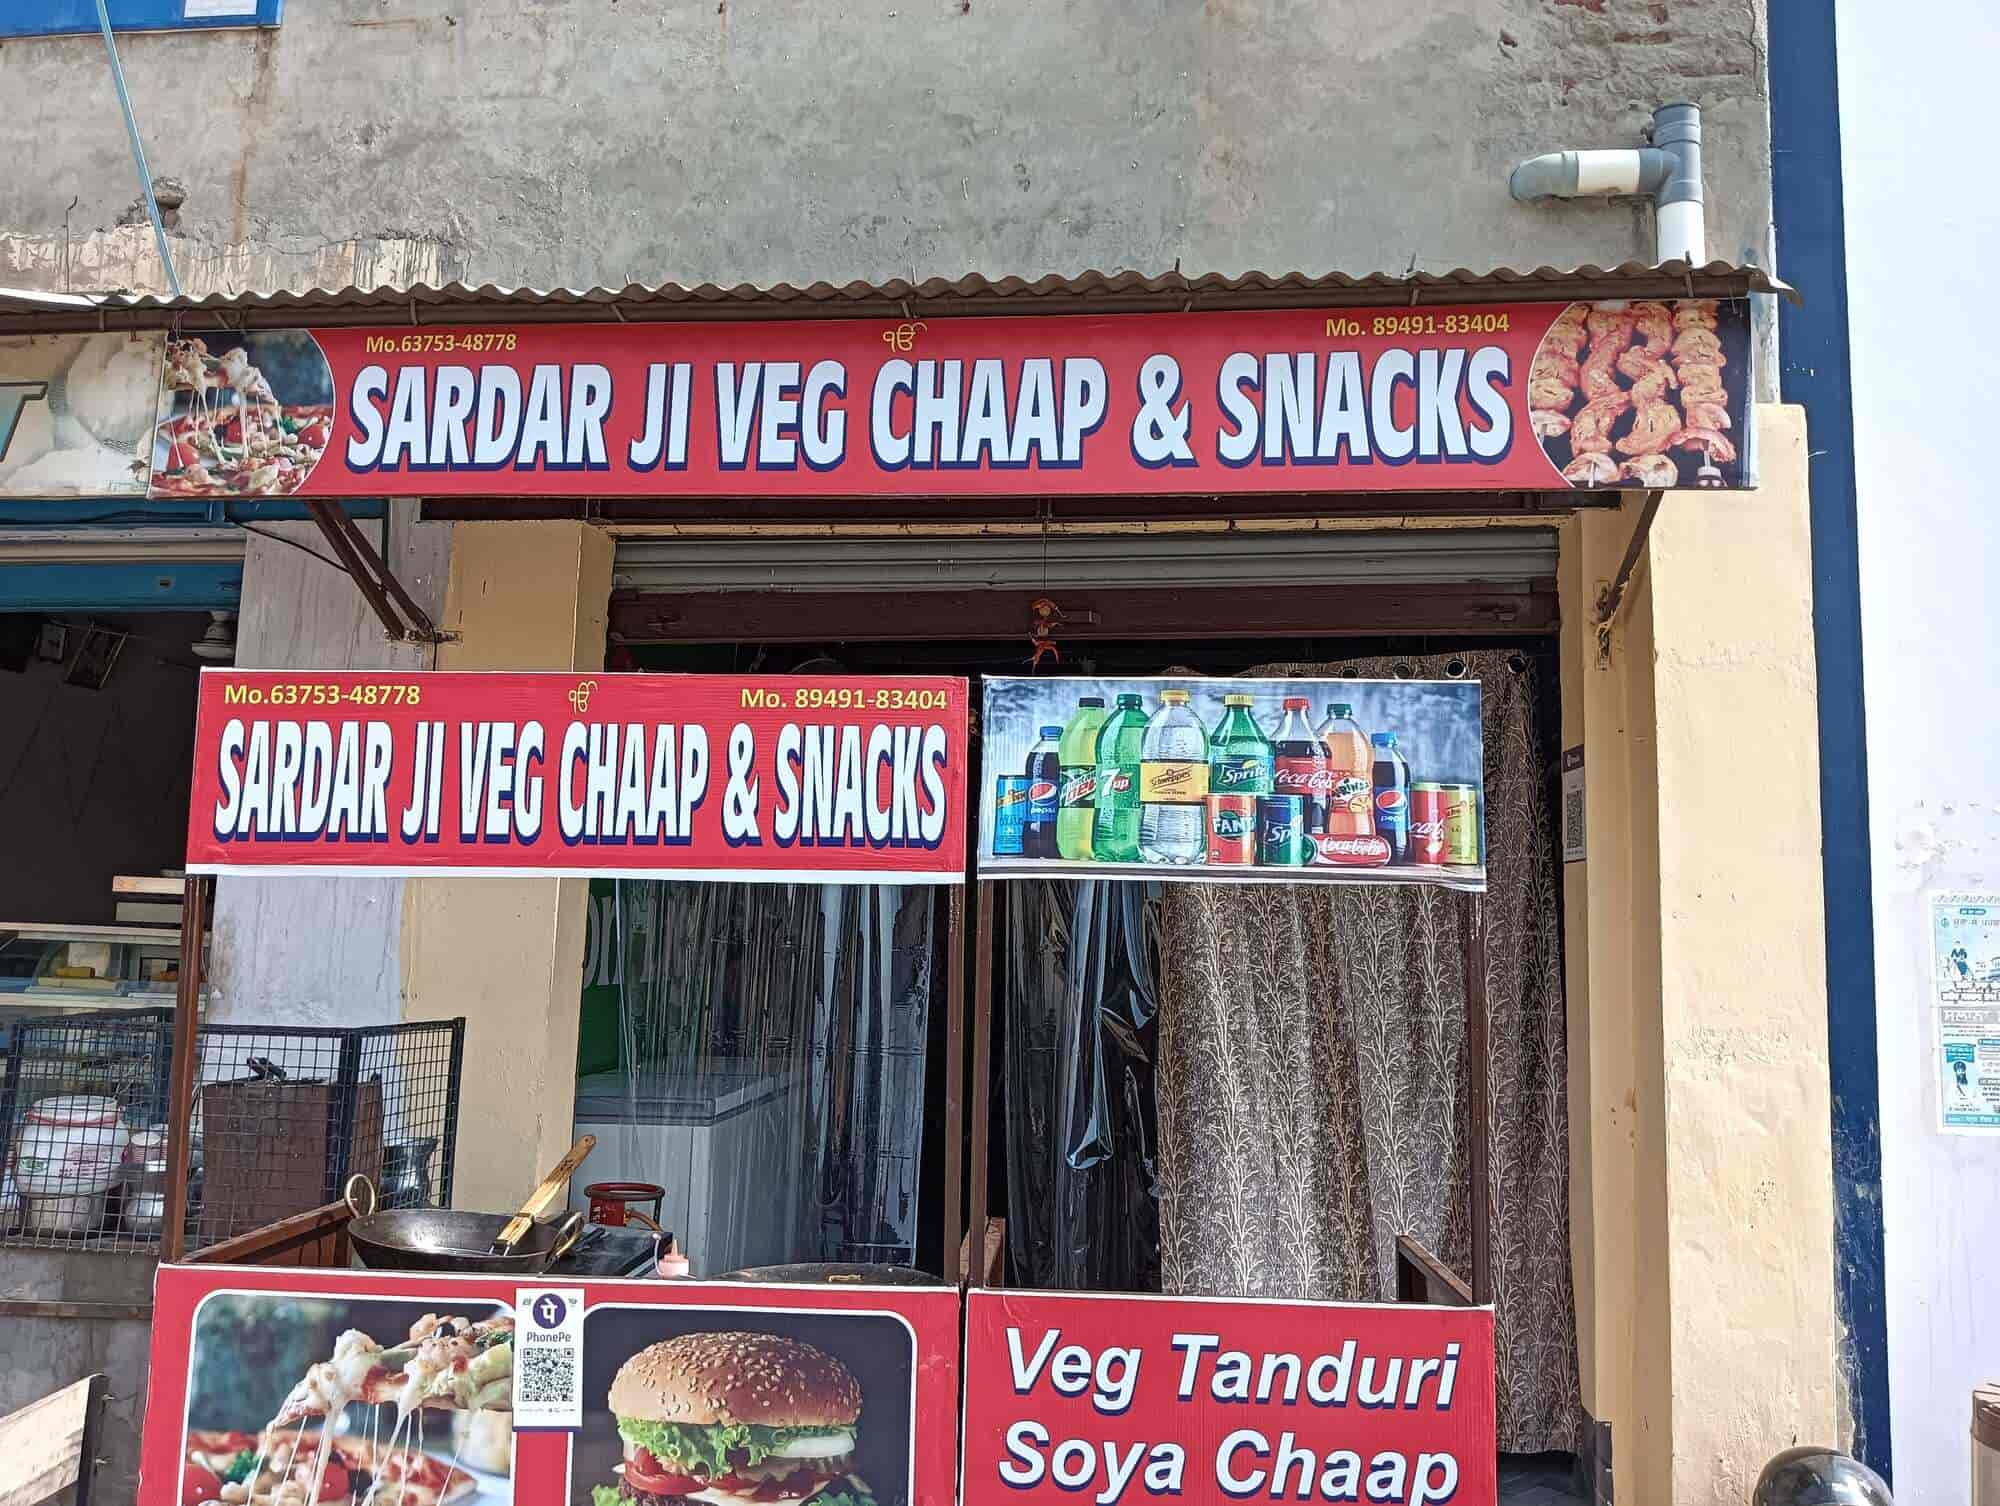 Mo.63753-48778
ੴ
Mo. 89491-83404
SARDAR JI VEG CHAAP & SNACKS
Mo.63753-48778
ੴ
Mo. 89491-83404
SARDAR JI VEG CHAAP & SNACKS
pepsi
7up
Schweppes
Sprite
Coca-Cola
MIRINDA
pepsi
FANTA
Coca-Cola
पे
PhonePe
Veg Tanduri
Soya Chaap